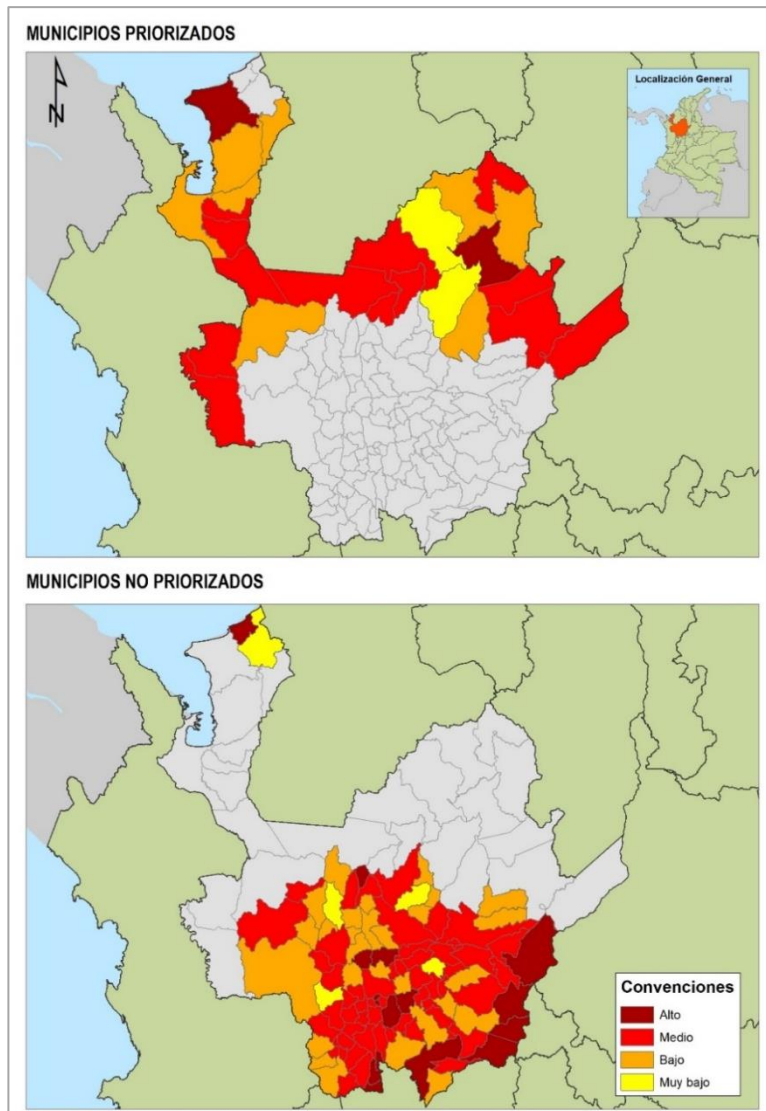 MUNICIPIOS PRIORIZADOS
N
Localización General
MUNICIPIOS NO PRIORIZADOS
Convenciones
Alto
Medio
Bajo
Muy bajo